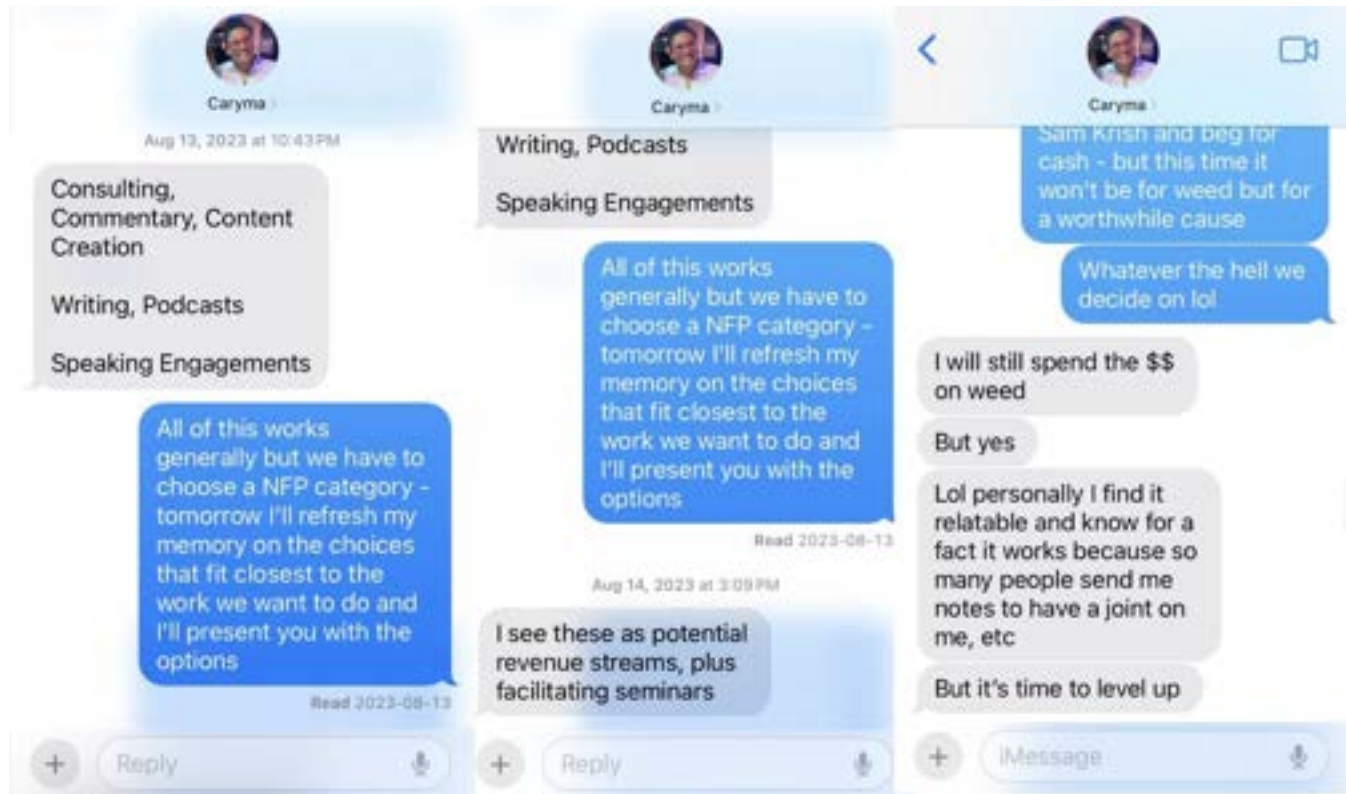 Caryma
Aug 13, 2023 at 10:43 PM
Consulting,
Commentary, Content
Creation
Writing, Podcasts
Speaking Engagements
All of this works
generally but we have to
choose a NFP category -
tomorrow I'll refresh my
memory on the choices
that fit closest to the
work we want to do and
I'll present you with the
options
Read 2023-08-13
Reply
Caryma
Writing, Podcasts
Speaking Engagements
All of this works
generally but we have to
choose a NFP category -
tomorrow I'll refresh my
memory on the choices
that fit closest to the
work we want to do and
I'll present you with the
options
Read 2023-08-13
Aug 14, 2023 at 3:09 PM
I see these as potential
revenue streams, plus
facilitating seminars
Reply
Caryma
Sam Krish and beg for
cash - but this time it
won't be for weed but for
a worthwhile cause
Whatever the hell we
decide on lol
I will still spend the $$
on weed
But yes
Lol personally I find it
relatable and know for a
fact it works because so
many people send me
notes to have a joint on
me, etc
But it's time to level up
iMessage